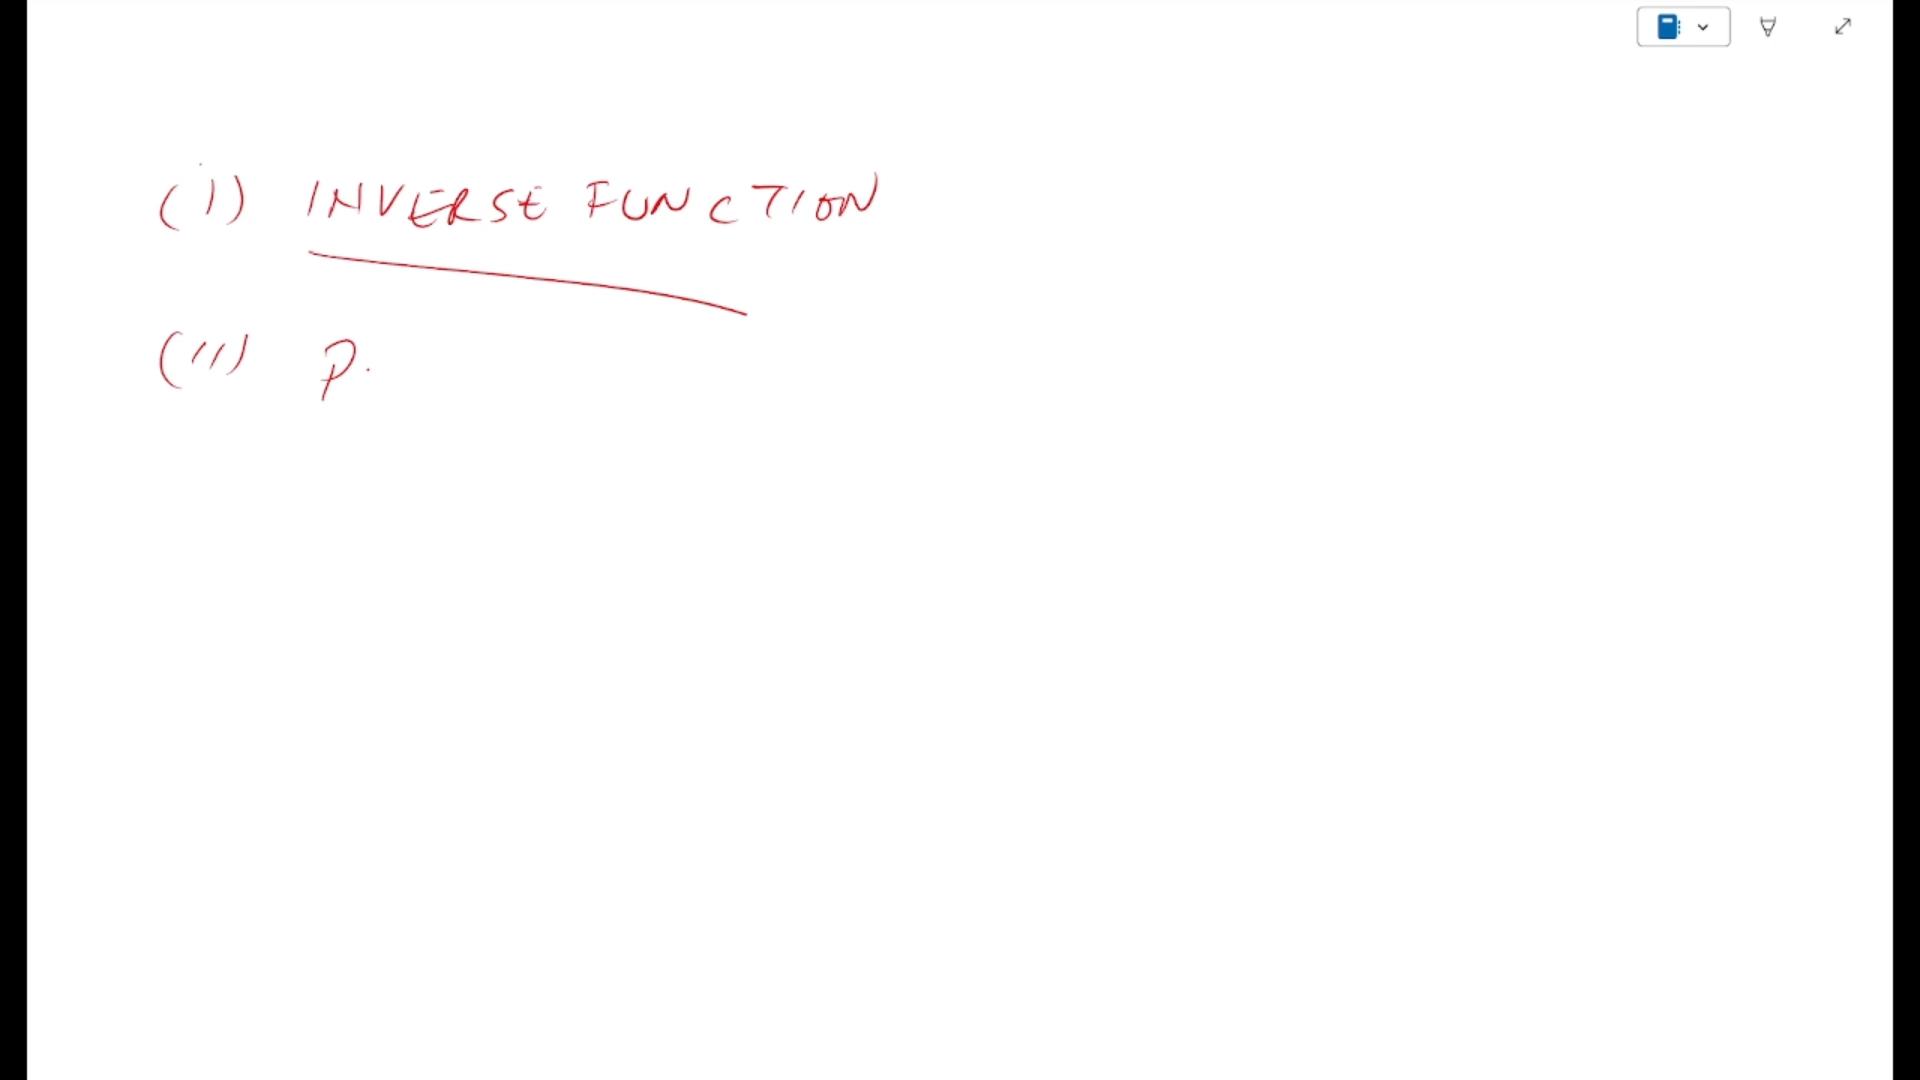 (i) INVERSE FUNCTION
(ii) P.